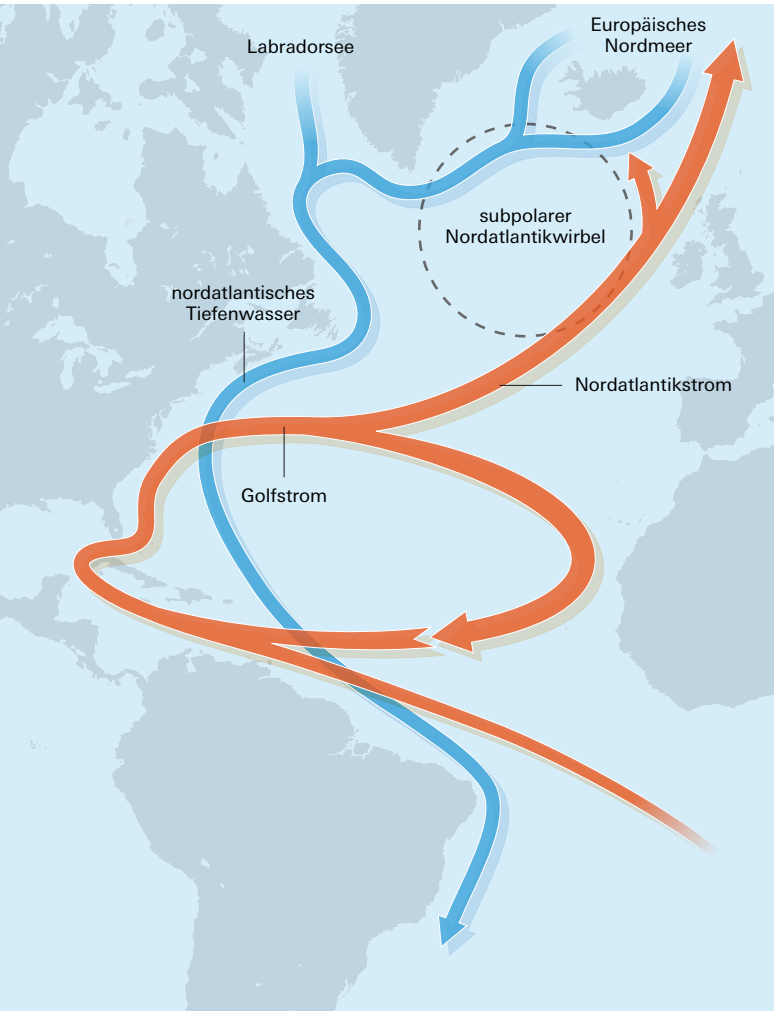 Europäisches
Nordmeer
Labradorsee
subpolarer
Nordatlantikwirbel
nordatlantisches
Tiefenwasser
Nordatlantikstrom
Golfstrom